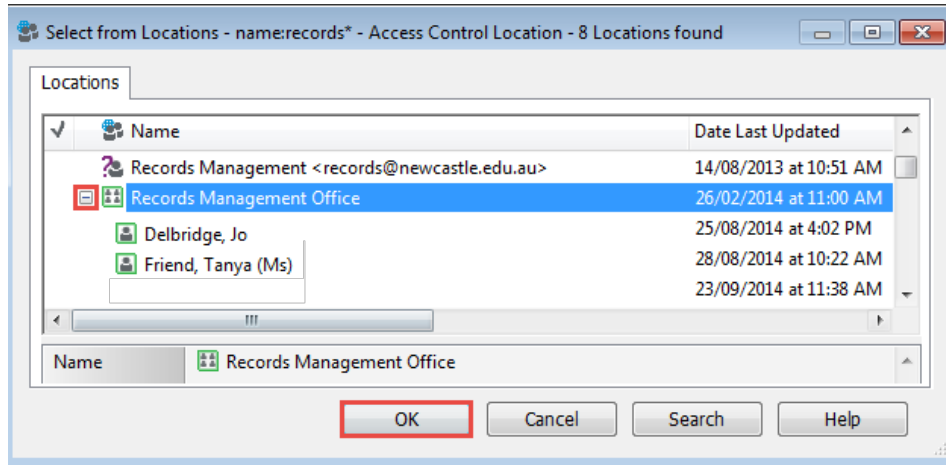 Select from Locations - name:records* - Access Control Location - 8 Locations found
Locations
Name Date Last Updated
Records Management <records@newcastle.edu.au> 14/08/2013 at 10:51 AM
Records Management Office 26/02/2014 at 11:00 AM
Delbridge, Jo 25/08/2014 at 4:02 PM
Friend, Tanya (Ms) 28/08/2014 at 10:22 AM
23/09/2014 at 11:38 AM
Name Records Management Office
OK Cancel Search Help